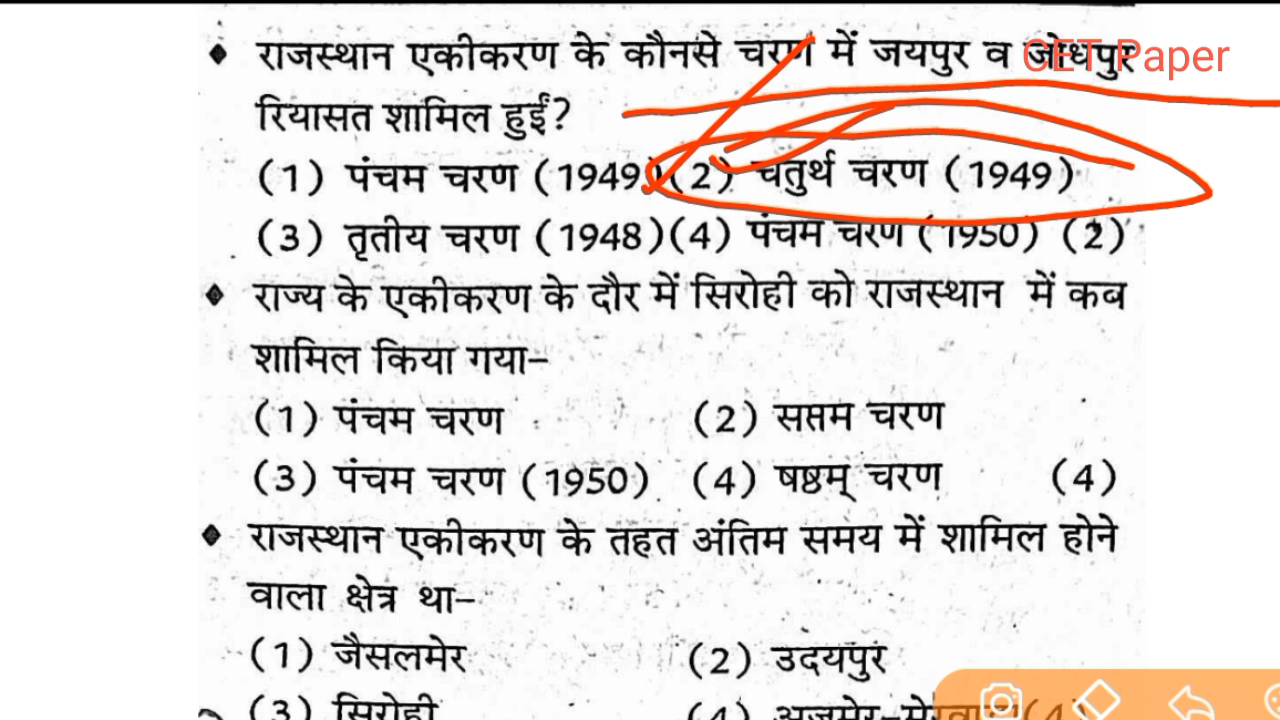 ◆ राजस्थान एकीकरण के कौनसे चरण में जयपुर व जोधपुर
CET Paper
रियासत शामिल हुईं?
(1) पंचम चरण (1949) (2) चतुर्थ चरण (1949)
(3) तृतीय चरण (1948) (4) पंचम चरण (1950) (2)
◆ राज्य के एकीकरण के दौर में सिरोही को राजस्थान में कब
शामिल किया गया–
(1) पंचम चरण (2) सप्तम चरण
(3) पंचम चरण (1950) (4) षष्ठम् चरण (4)
◆ राजस्थान एकीकरण के तहत अंतिम समय में शामिल होने
वाला क्षेत्र था–
(1) जैसलमेर (2) उदयपुर
(3) सिरोही (4) अजमेर-मेरवाड़ा (4)